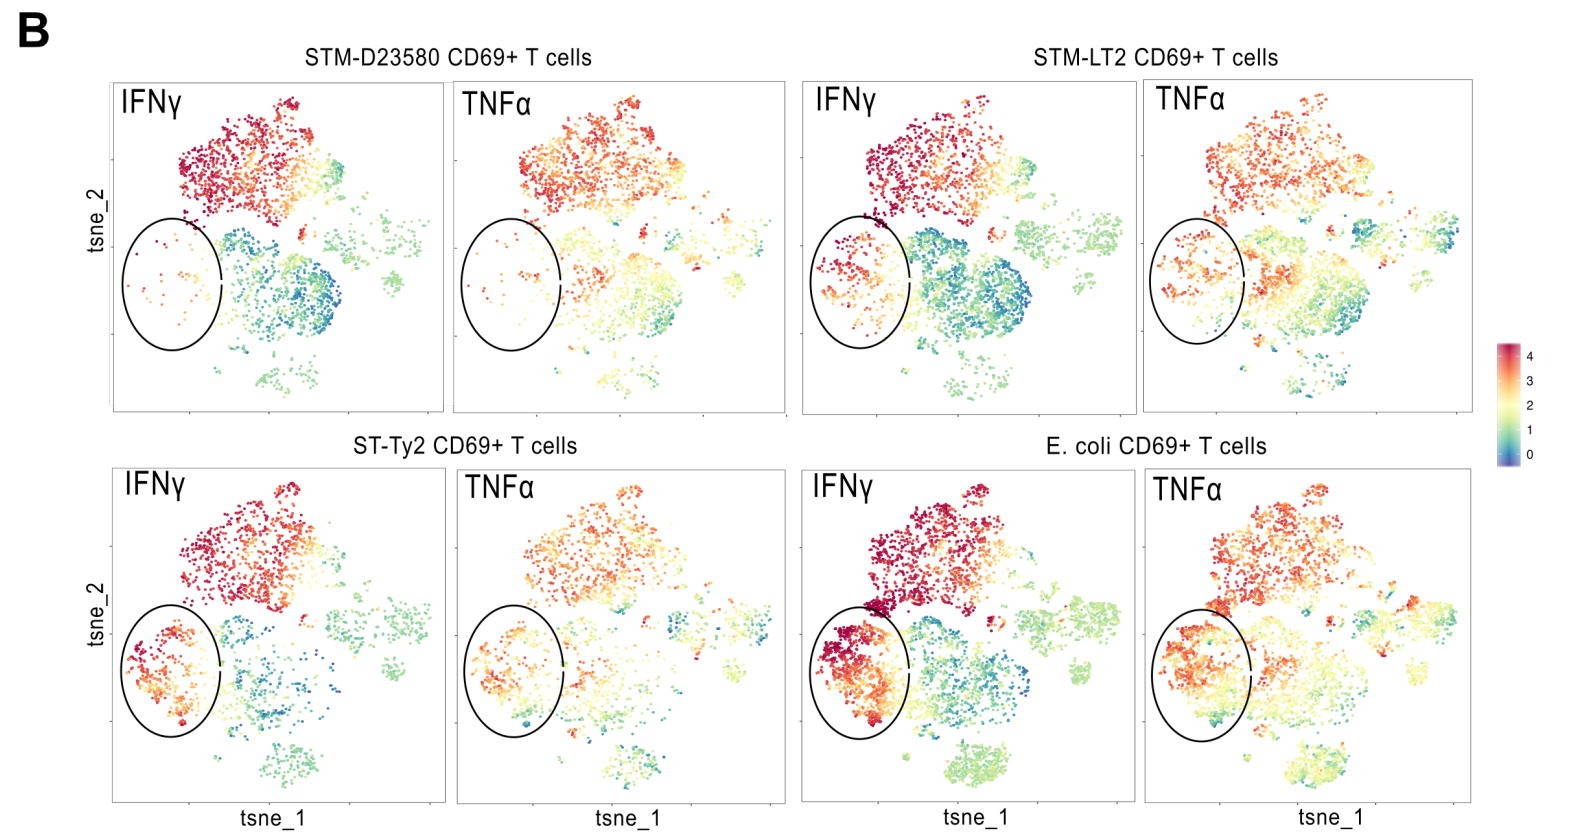 B
STM-D23580 CD69+ T cells
STM-LT2 CD69+ T cells
IFNγ
TNFα
IFNγ
TNFα
tsne_2
4
3
2
1
0
ST-Ty2 CD69+ T cells
E. coli CD69+ T cells
IFNγ
TNFα
IFNγ
TNFα
tsne_2
tsne_1
tsne_1
tsne_1
tsne_1